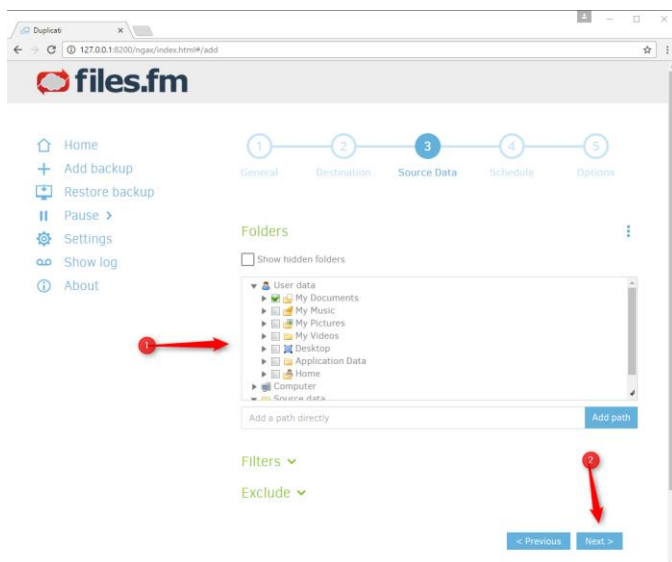 Duplicati
127.0.0.1:8200/ngax/index.html#/add
files.fm
Home
Add backup
Restore backup
Pause >
Settings
Show log
About
1 2 3 4 5
General Destination Source Data Schedule Options
Folders
Show hidden folders
User data
My Documents
My Music
My Pictures
My Videos
Desktop
Application Data
Home
Computer
Source data
1
Add a path directly Add path
Filters
2
Exclude
< Previous Next >